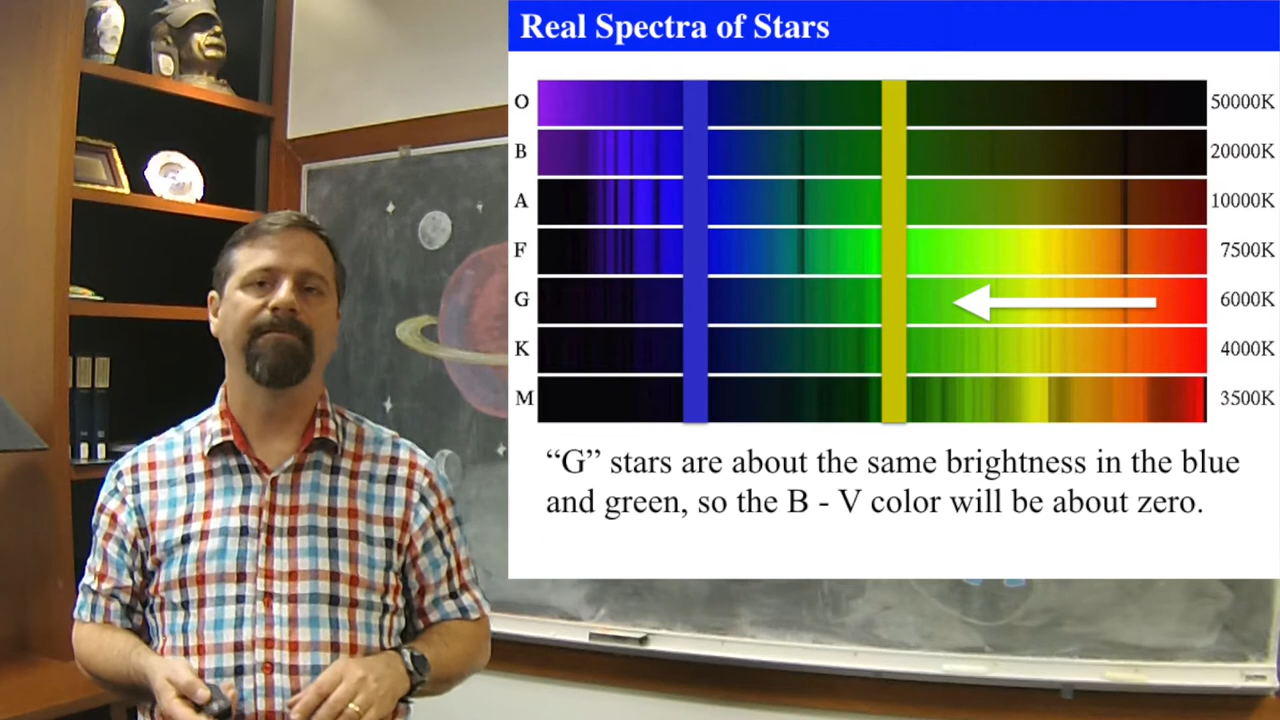 Real Spectra of Stars
O 50000K
B 20000K
A 10000K
F 7500K
G 6000K
K 4000K
M 3500K
“G” stars are about the same brightness in the blue
and green, so the B - V color will be about zero.